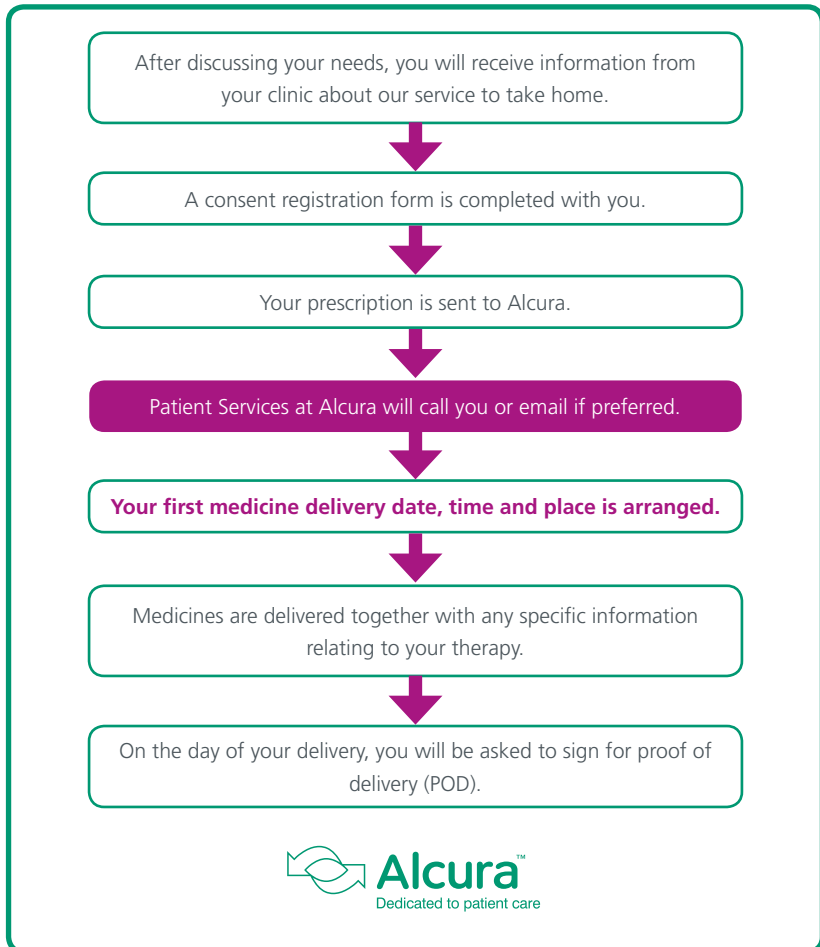 After discussing your needs, you will receive information from
your clinic about our service to take home.
A consent registration form is completed with you.
Your prescription is sent to Alcura.
Patient Services at Alcura will call you or email if preferred.
Your first medicine delivery date, time and place is arranged.
Medicines are delivered together with any specific information
relating to your therapy.
On the day of your delivery, you will be asked to sign for proof of
delivery (POD).
Alcura™
Dedicated to patient care